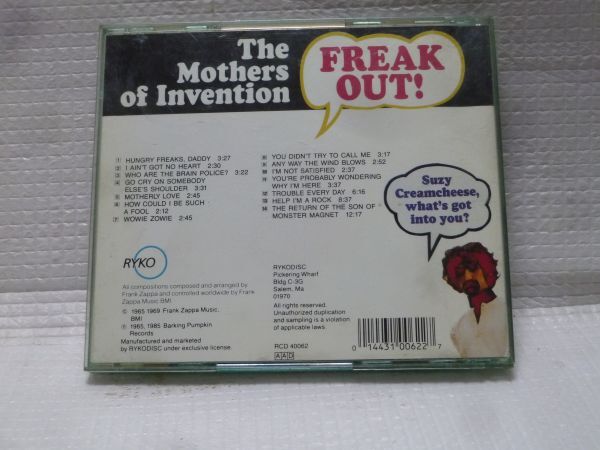 The
Mothers
of Invention
FREAK
OUT!
1 HUNGRY FREAKS, DADDY 3:27
2 I AIN'T GOT NO HEART 2:30
3 WHO ARE THE BRAIN POLICE? 3:22
4 GO CRY ON SOMEBODY
ELSE'S SHOULDER 3:31
5 MOTHERLY LOVE 2:45
6 HOW COULD I BE SUCH
A FOOL 2:12
7 WOWIE ZOWIE 2:45
8 YOU DIDN'T TRY TO CALL ME 3:17
9 ANY WAY THE WIND BLOWS 2:52
10 I'M NOT SATISFIED 2:37
11 YOU'RE PROBABLY WONDERING
WHY I'M HERE 3:37
12 TROUBLE EVERY DAY 6:16
13 HELP I'M A ROCK 8:37
14 THE RETURN OF THE SON OF
MONSTER MAGNET 12:17
Suzy
Creamcheese,
what's got
into you?
RYKO
All compositions composed and arranged by
Frank Zappa and controlled worldwide by Frank
Zappa Music BMI
© 1965 1969 Frank Zappa Music,
BMI
℗ 1965, 1985 Barking Pumpkin
Records
Manufactured and marketed
by RYKODISC under exclusive license.
RYKODISC
Pickering Wharf
Bldg C-3G
Salem, Ma
01970
All rights reserved.
Unauthorized duplication
and sampling is a violation
of applicable laws
RCD 40062
AAD
0 14431 00622 7